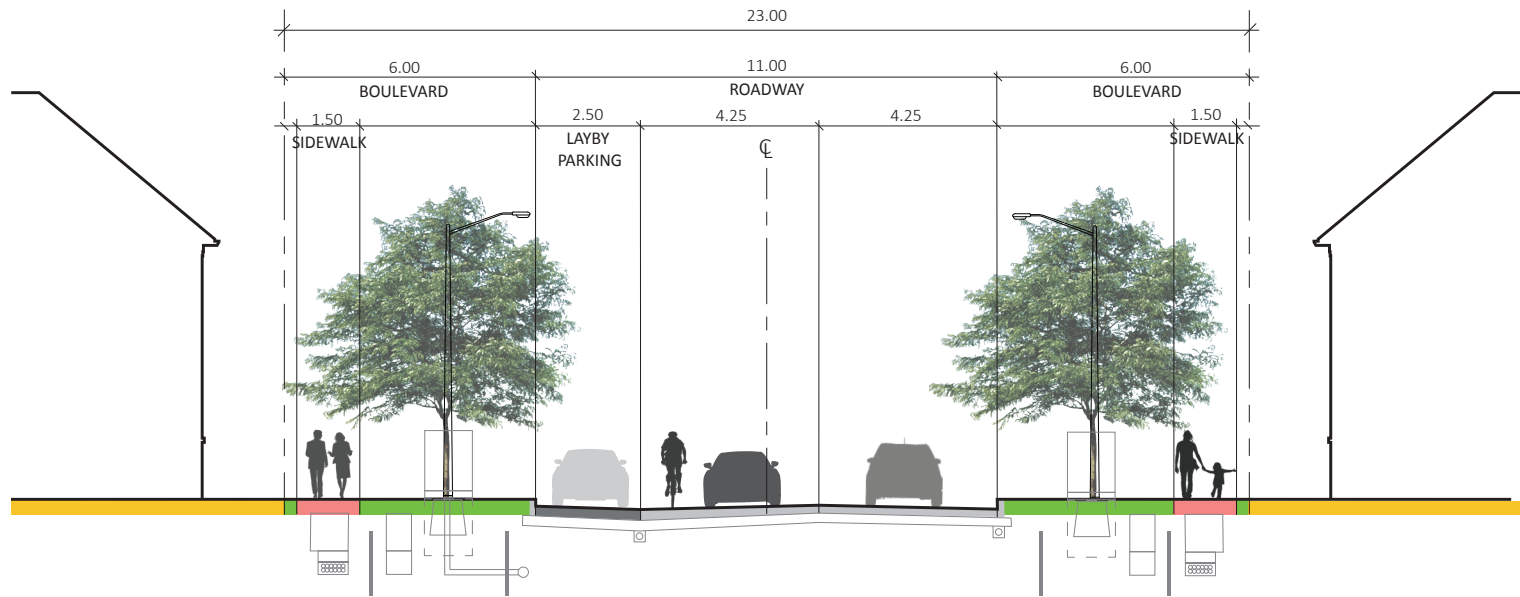 23.00
6.00
11.00
6.00
BOULEVARD
ROADWAY
BOULEVARD
1.50
2.50
4.25
4.25
1.50
SIDEWALK
LAYBY
PARKING
℄
SIDEWALK